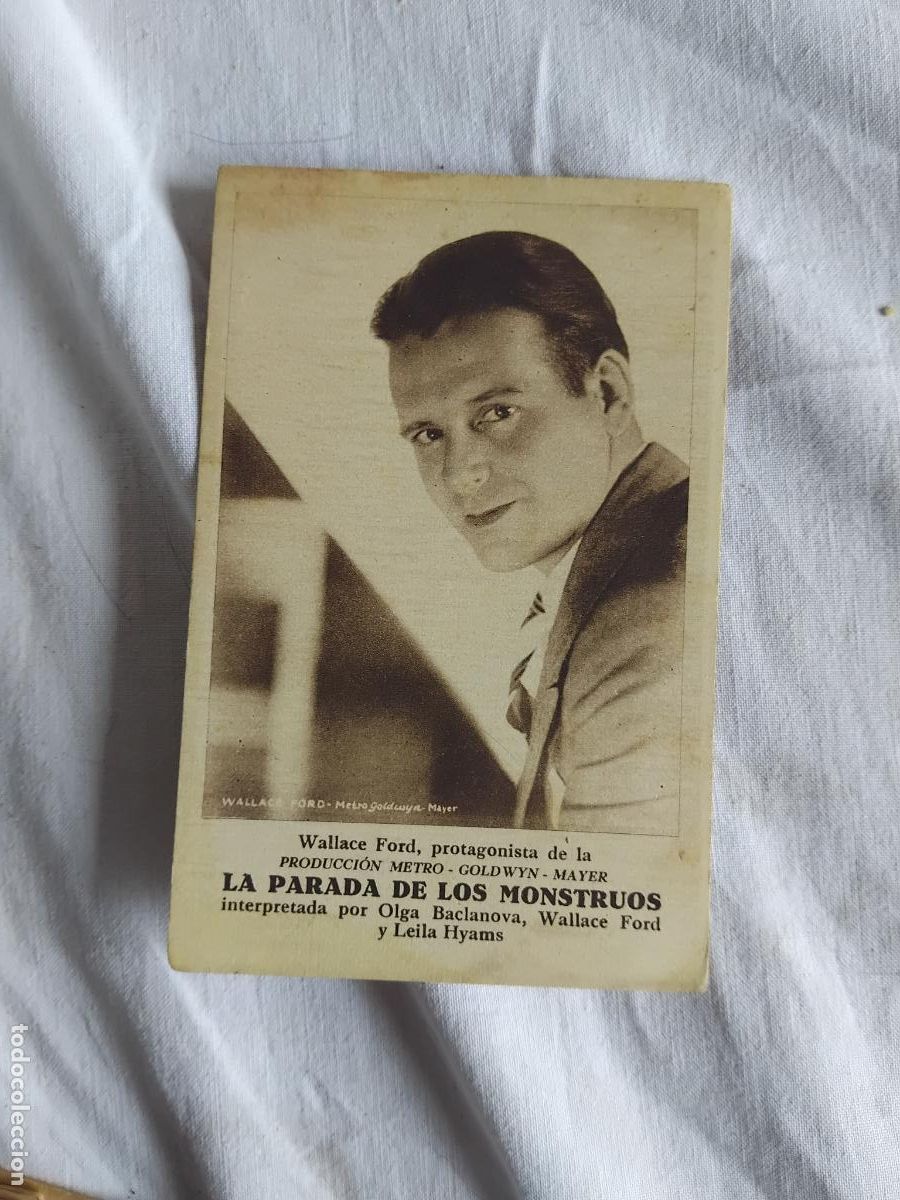 WALLACE FORD - Metro Goldwyn - Mayer
Wallace Ford, protagonista de la
PRODUCCIÓN METRO - GOLDWYN - MAYER
LA PARADA DE LOS MONSTRUOS
interpretada por Olga Baclanova, Wallace Ford
y Leila Hyams
todocoleccion